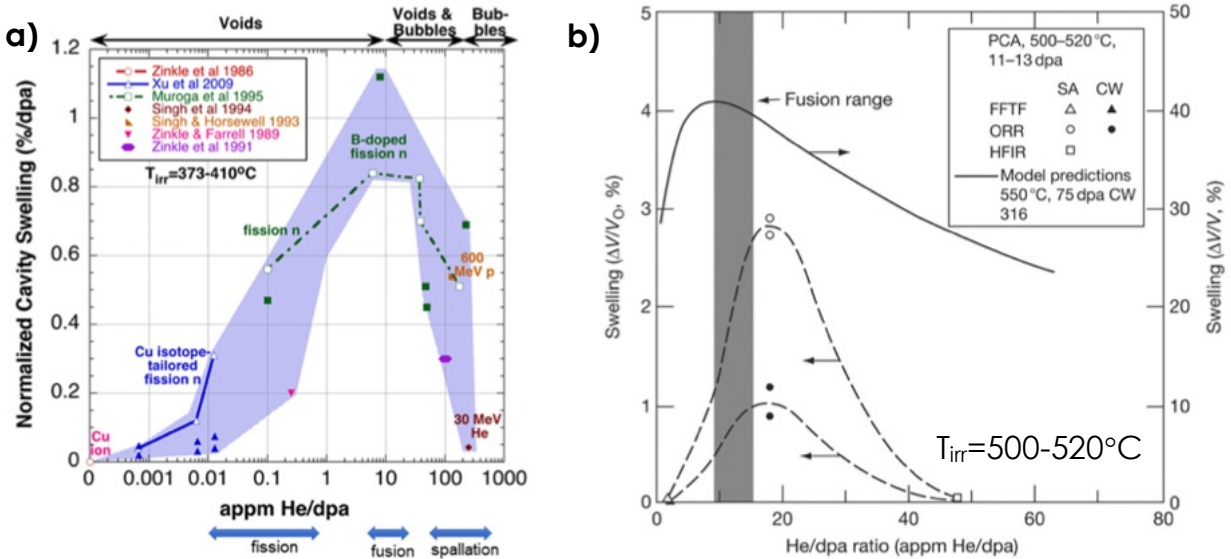 a)
Voids
Voids &
Bubbles
Bub-
bles
Normalized Cavity Swelling (%/dpa)
1.2
1
0.8
0.6
0.4
0.2
0
Zinkle et al 1986
Xu et al 2009
Muroga et al 1995
Singh et al 1994
Singh & Horsewell 1993
Zinkle & Farrell 1989
Zinkle et al 1991
Tirr=373-410°C
B-doped
fission n
fission n
600
MeV p
Cu isotope-
tailored
fission n
Cu
ion
30 MeV
He
0 0.001 0.01 0.1 1 10 100 1000
appm He/dpa
fission
fusion
spallation
b)
Swelling (ΔV/VO, %)
5
4
3
2
1
0
PCA, 500–520 °C,
11–13 dpa
SA CW
FFTF
ORR
HFIR
Model predictions
550 °C, 75 dpa CW
316
Fusion range
Tirr=500-520°C
50
40
30
20
10
0
Swelling (ΔV/V, %)
0 20 40 60 80
He/dpa ratio (appm He/dpa)